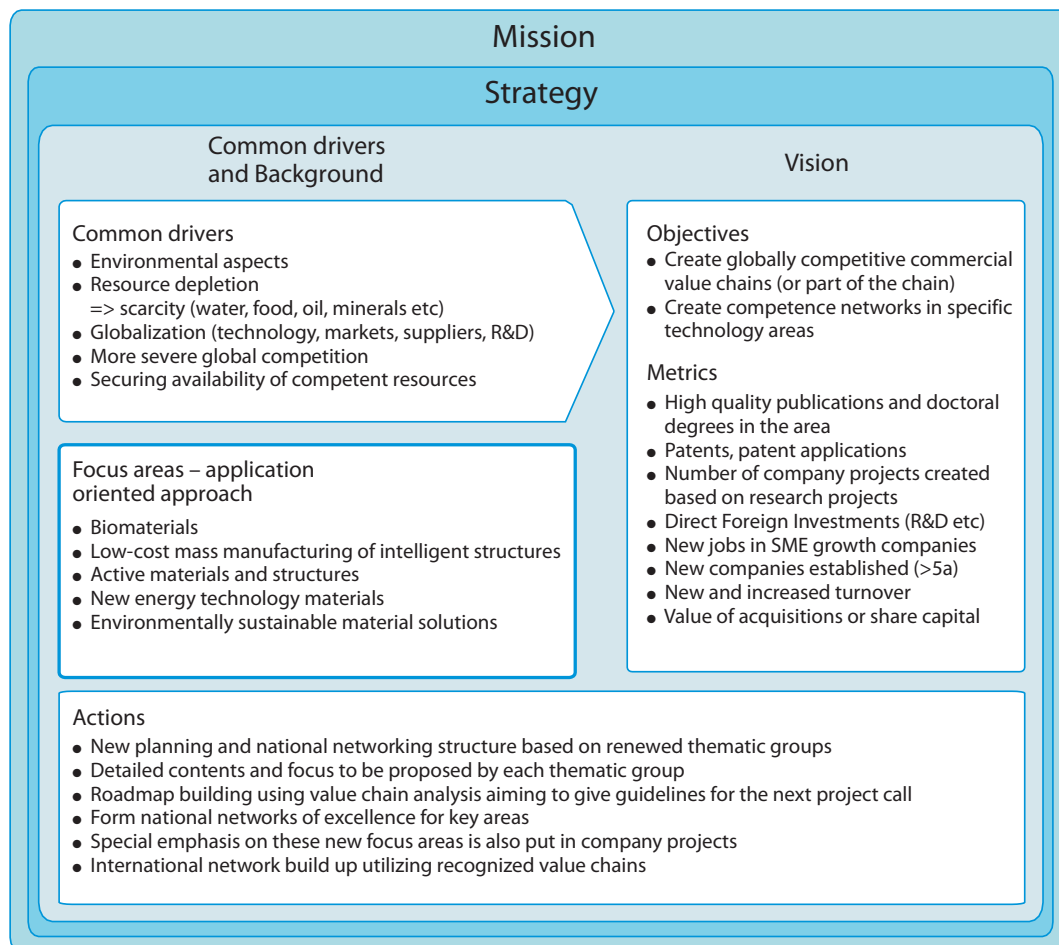 Mission
Strategy
Common drivers
and Background
Common drivers
• Environmental aspects
• Resource depletion
=> scarcity (water, food, oil, minerals etc)
• Globalization (technology, markets, suppliers, R&D)
• More severe global competition
• Securing availability of competent resources
Focus areas – application
oriented approach
• Biomaterials
• Low-cost mass manufacturing of intelligent structures
• Active materials and structures
• New energy technology materials
• Environmentally sustainable material solutions
Vision
Objectives
• Create globally competitive commercial
value chains (or part of the chain)
• Create competence networks in specific
technology areas
Metrics
• High quality publications and doctoral
degrees in the area
• Patents, patent applications
• Number of company projects created
based on research projects
• Direct Foreign Investments (R&D etc)
• New jobs in SME growth companies
• New companies established (>5a)
• New and increased turnover
• Value of acquisitions or share capital
Actions
• New planning and national networking structure based on renewed thematic groups
• Detailed contents and focus to be proposed by each thematic group
• Roadmap building using value chain analysis aiming to give guidelines for the next project call
• Form national networks of excellence for key areas
• Special emphasis on these new focus areas is also put in company projects
• International network build up utilizing recognized value chains